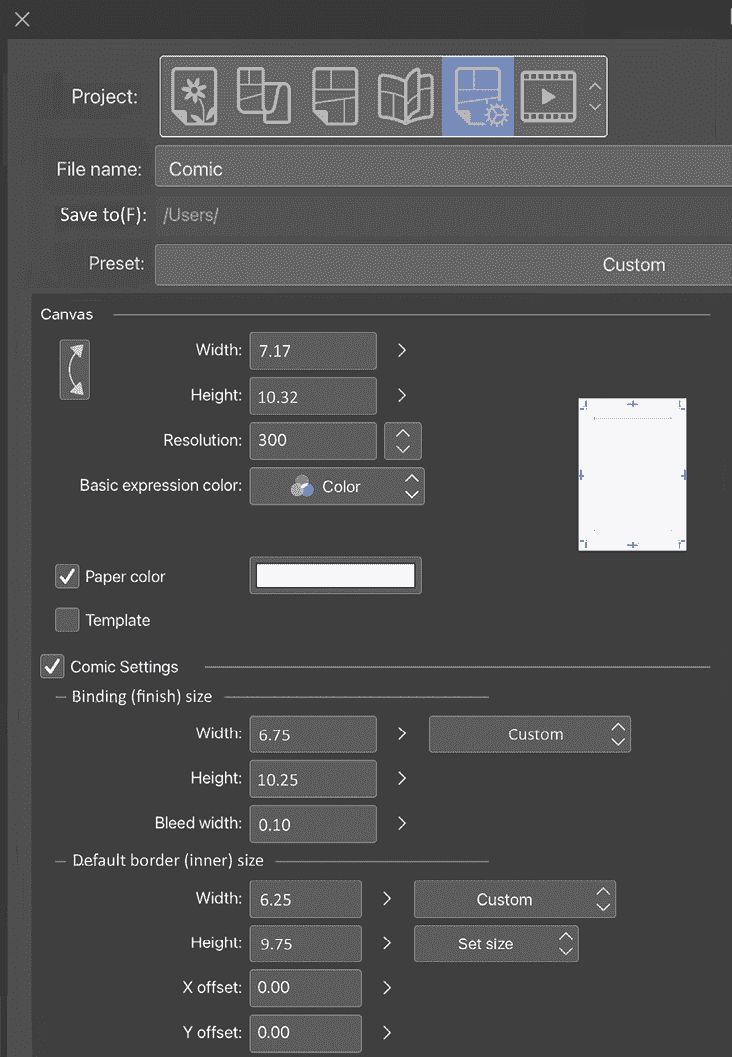 Project:
File name: Comic
Save to(F): /Users/
Preset: Custom
Canvas
Width: 7.17
Height: 10.32
Resolution: 300
Basic expression color: Color
Paper color
Template
Comic Settings
Binding (finish) size
Width: 6.75 Custom
Height: 10.25
Bleed width: 0.10
Default border (inner) size
Width: 6.25 Custom
Height: 9.75 Set size
X offset: 0.00
Y offset: 0.00